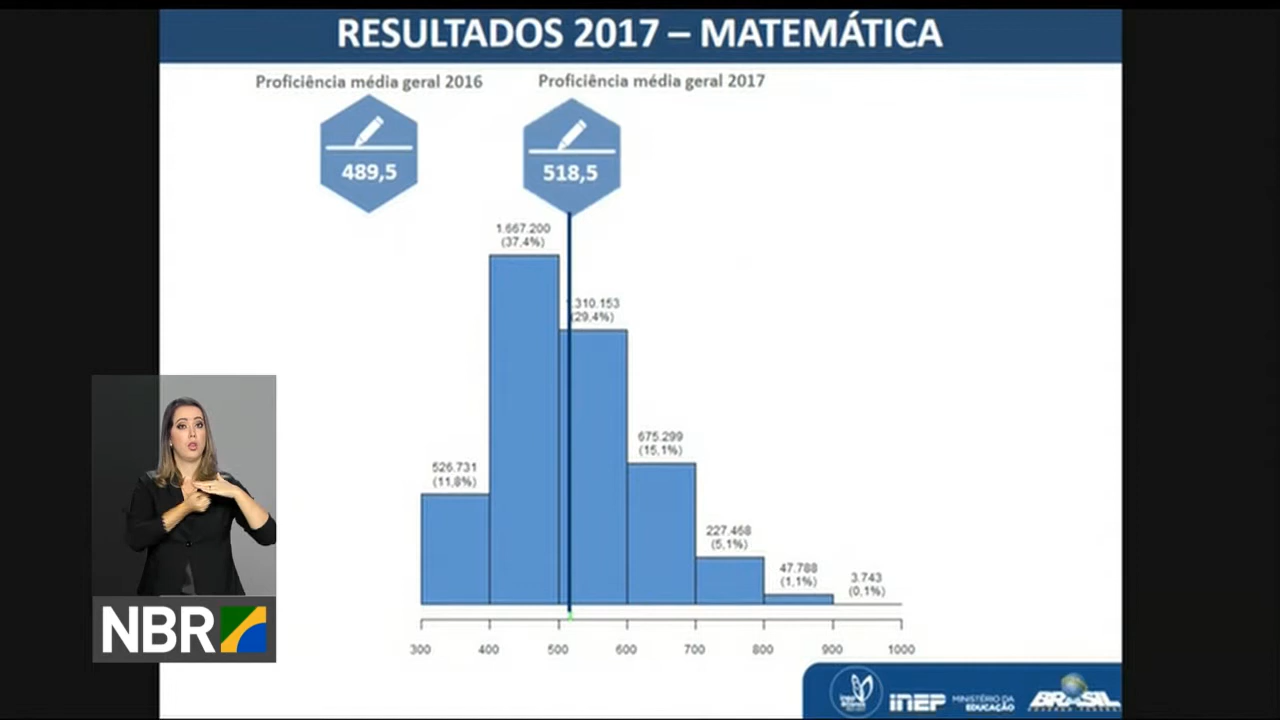 RESULTADOS 2017 – MATEMÁTICA
Proficiência média geral 2016
Proficiência média geral 2017
489,5
518,5
1.667.200
(37,4%)
.310.153
(29,4%)
675.299
(15,1%)
526.731
(11,8%)
227.468
(5,1%)
47.788
(1,1%)
3.743
(0,1%)
300 400 500 600 700 800 900 1000
NBR
INEP
MINISTÉRIO DA
EDUCAÇÃO
BRASIL
GOVERNO FEDERAL